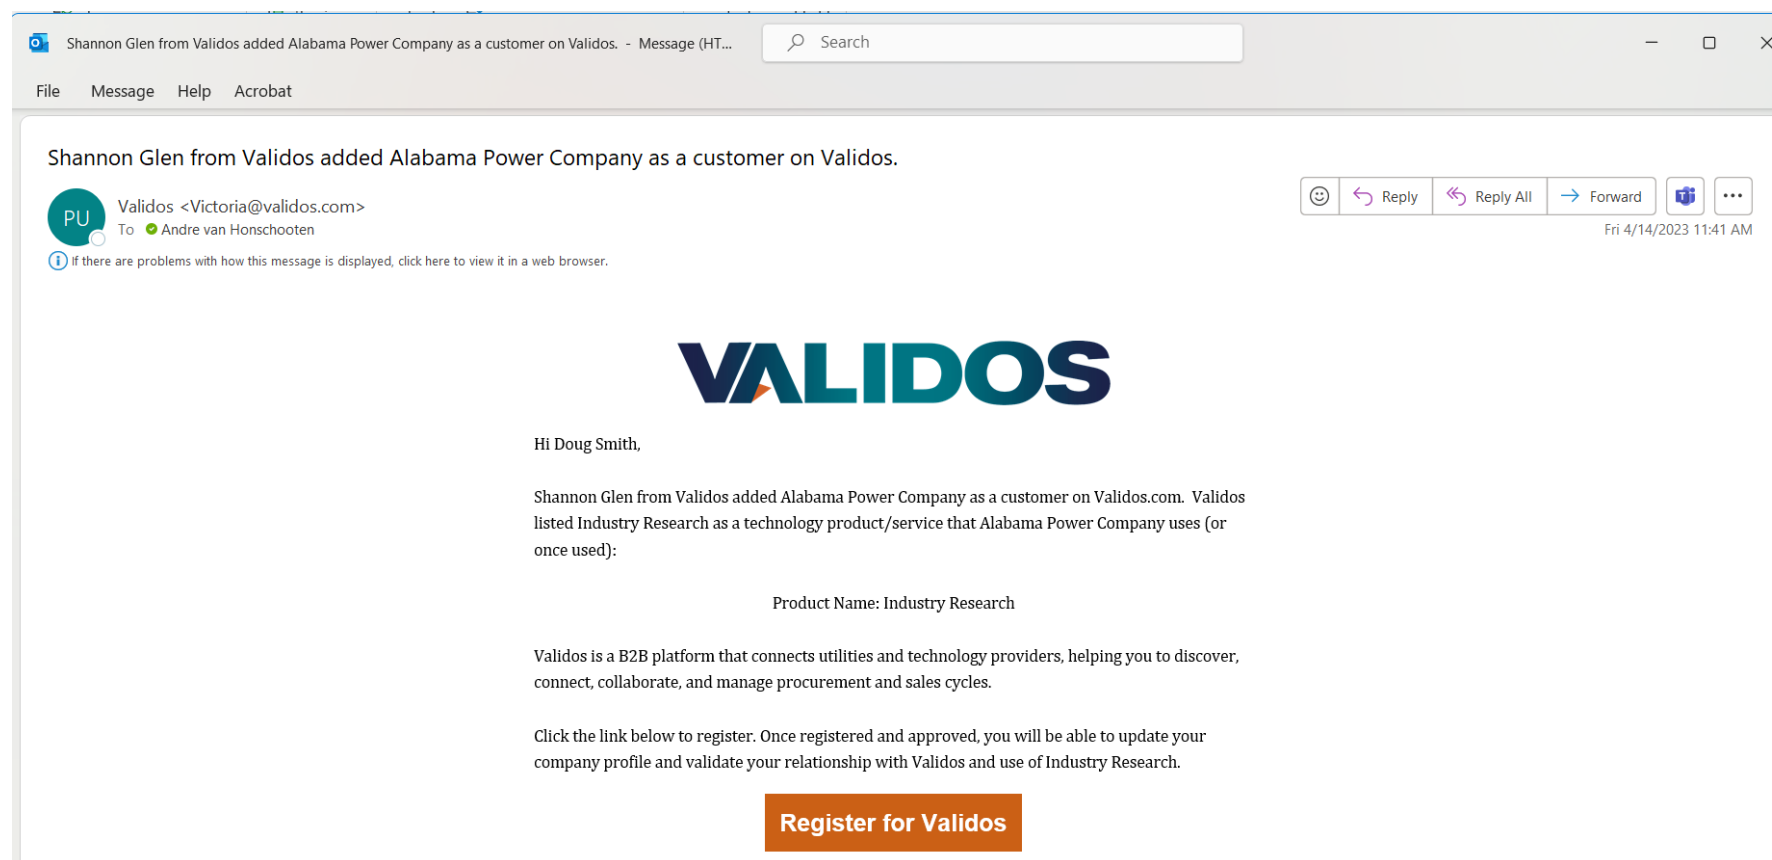 Shannon Glen from Validos added Alabama Power Company as a customer on Validos. - Message (HT...
Search
File Message Help Acrobat
Shannon Glen from Validos added Alabama Power Company as a customer on Validos.
PU
Validos <Victoria@validos.com>
To Andre van Honschooten
Reply
Reply All
Forward
Fri 4/14/2023 11:41 AM
If there are problems with how this message is displayed, click here to view it in a web browser.
VALIDOS
Hi Doug Smith,
Shannon Glen from Validos added Alabama Power Company as a customer on Validos.com. Validos
listed Industry Research as a technology product/service that Alabama Power Company uses (or
once used):
Product Name: Industry Research
Validos is a B2B platform that connects utilities and technology providers, helping you to discover,
connect, collaborate, and manage procurement and sales cycles.
Click the link below to register. Once registered and approved, you will be able to update your
company profile and validate your relationship with Validos and use of Industry Research.
Register for Validos